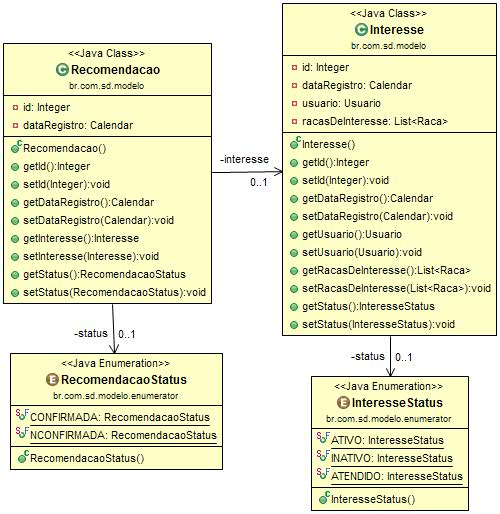 <<Java Class>>
Recomendacao
br.com.sd.modelo
id: Integer
dataRegistro: Calendar
Recomendacao()
getId():Integer
setId(Integer):void
getDataRegistro():Calendar
setDataRegistro(Calendar):void
getInteresse():Interesse
setInteresse(Interesse):void
getStatus():RecomendacaoStatus
setStatus(RecomendacaoStatus):void
-interesse
0..1
<<Java Class>>
Interesse
br.com.sd.modelo
id: Integer
dataRegistro: Calendar
usuario: Usuario
racasDeInteresse: List<Raca>
Interesse()
getId():Integer
setId(Integer):void
getDataRegistro():Calendar
setDataRegistro(Calendar):void
getUsuario():Usuario
setUsuario(Usuario):void
getRacasDeInteresse():List<Raca>
setRacasDeInteresse(List<Raca>):void
getStatus():InteresseStatus
setStatus(InteresseStatus):void
-status
0..1
<<Java Enumeration>>
RecomendacaoStatus
br.com.sd.modelo.enumerator
CONFIRMADA: RecomendacaoStatus
NCONFIRMADA: RecomendacaoStatus
RecomendacaoStatus()
-status
0..1
<<Java Enumeration>>
InteresseStatus
br.com.sd.modelo.enumerator
ATIVO: InteresseStatus
INATIVO: InteresseStatus
ATENDIDO: InteresseStatus
InteresseStatus()